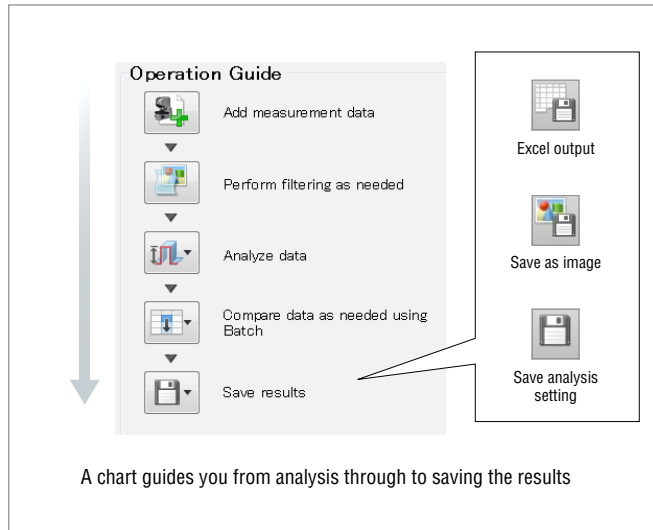 Operation Guide
Add measurement data
Perform filtering as needed
Analyze data
Compare data as needed using
Batch
Save results
Excel output
Save as image
Save analysis
setting
A chart guides you from analysis through to saving the results